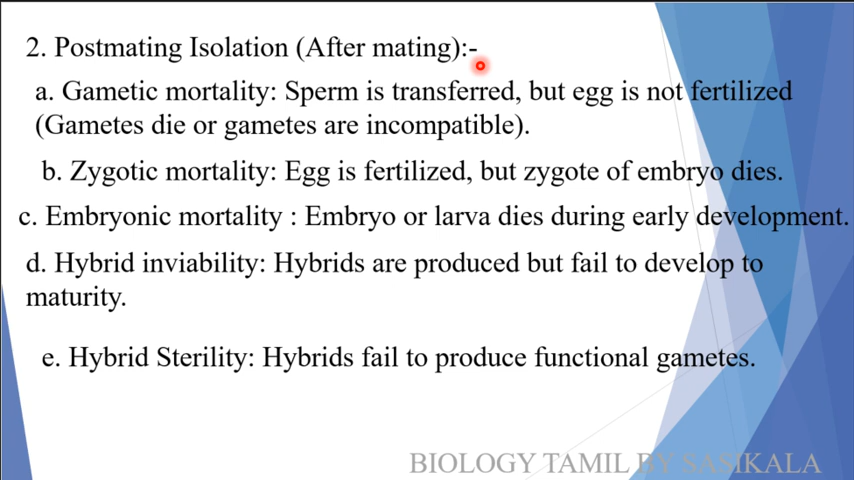 2. Postmating Isolation (After mating):-
a. Gametic mortality: Sperm is transferred, but egg is not fertilized
(Gametes die or gametes are incompatible).
b. Zygotic mortality: Egg is fertilized, but zygote of embryo dies.
c. Embryonic mortality : Embryo or larva dies during early development.
d. Hybrid inviability: Hybrids are produced but fail to develop to
maturity.
e. Hybrid Sterility: Hybrids fail to produce functional gametes.
BIOLOGY TAMIL BY SASIKALA